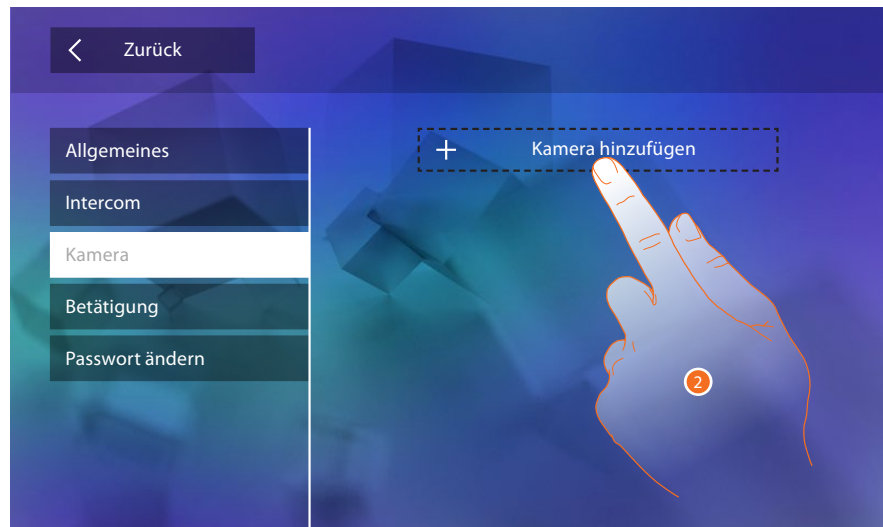 Zurück
Allgemeines
Kamera hinzufügen
Intercom
Kamera
Betätigung
Passwort ändern
2